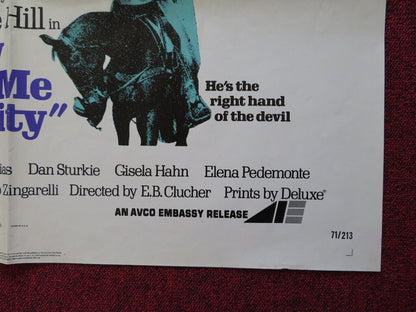 Hill in
Me
ity"
He's the
right hand
of the devil
as Dan Sturkie Gisela Hahn Elena Pedemonte
Zingarelli Directed by E.B. Clucher Prints by Deluxe®
AN AVCO EMBASSY RELEASE
71/213